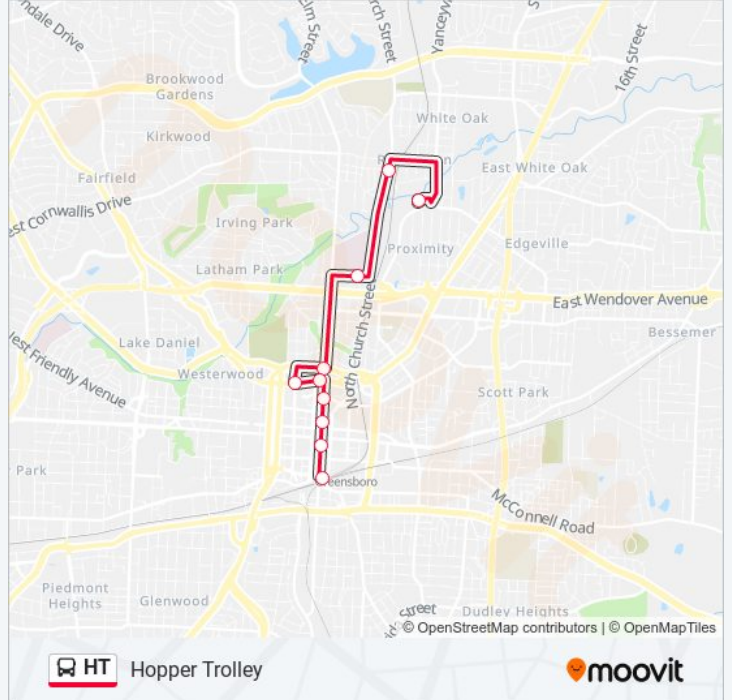 ndale Drive
Elm Street
rch Street
Yanceyv
16th Street
Brookwood
Gardens
White Oak
Kirkwood
East White Oak
Fairfield
est Cornwallis Drive
Irving Park
Proximity
Edgeville
Latham Park
East Wendover Avenue
North Church Stree
Bessemer
Lake Daniel
est Friendly Avenue
Westerwood
Scott Park
Park
eensboro
McConnell Road
Piedmont
Heights
Glenwood
Street
Dudley Heights
© OpenStreetMap contributors | © OpenMapTiles
HT Hopper Trolley
moovit